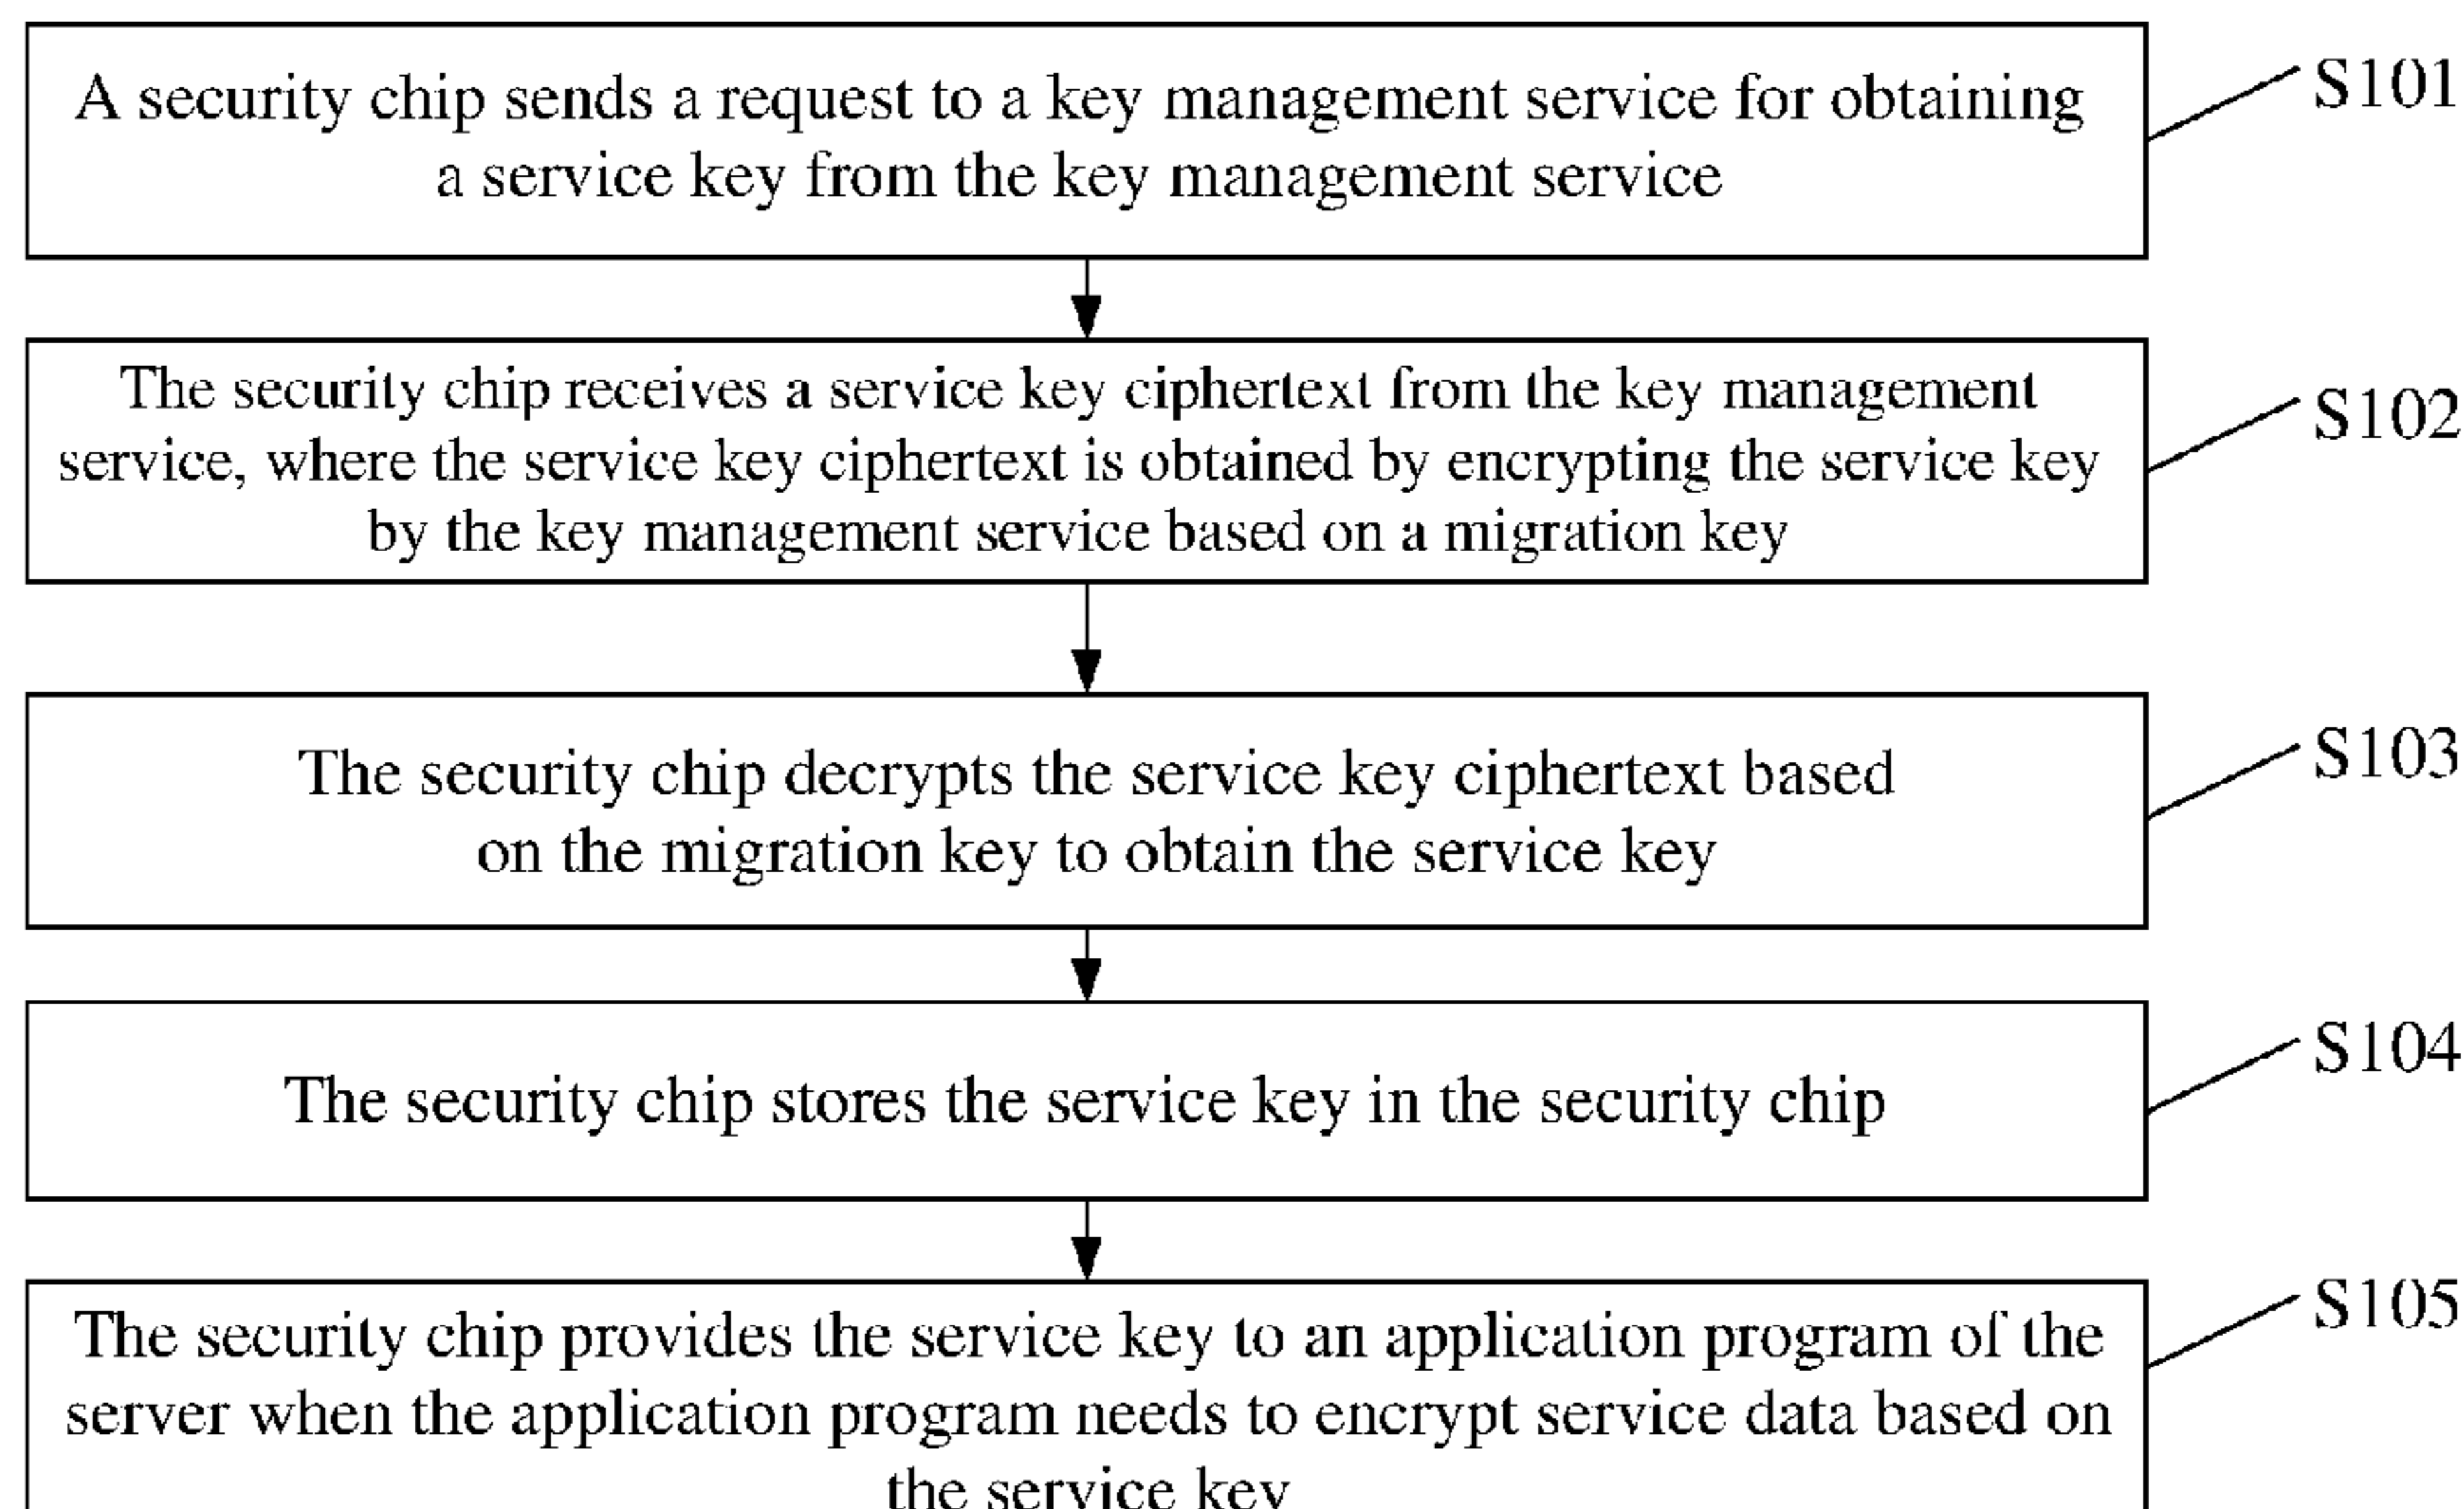 A security chip sends a request to a key management service for obtaining
a service key from the key management service
S101
The security chip receives a service key ciphertext from the key management
service, where the service key ciphertext is obtained by encrypting the service key
by the key management service based on a migration key
S102
The security chip decrypts the service key ciphertext based
on the migration key to obtain the service key
S103
The security chip stores the service key in the security chip
S104
The security chip provides the service key to an application program of the
server when the application program needs to encrypt service data based on
the service key
S105